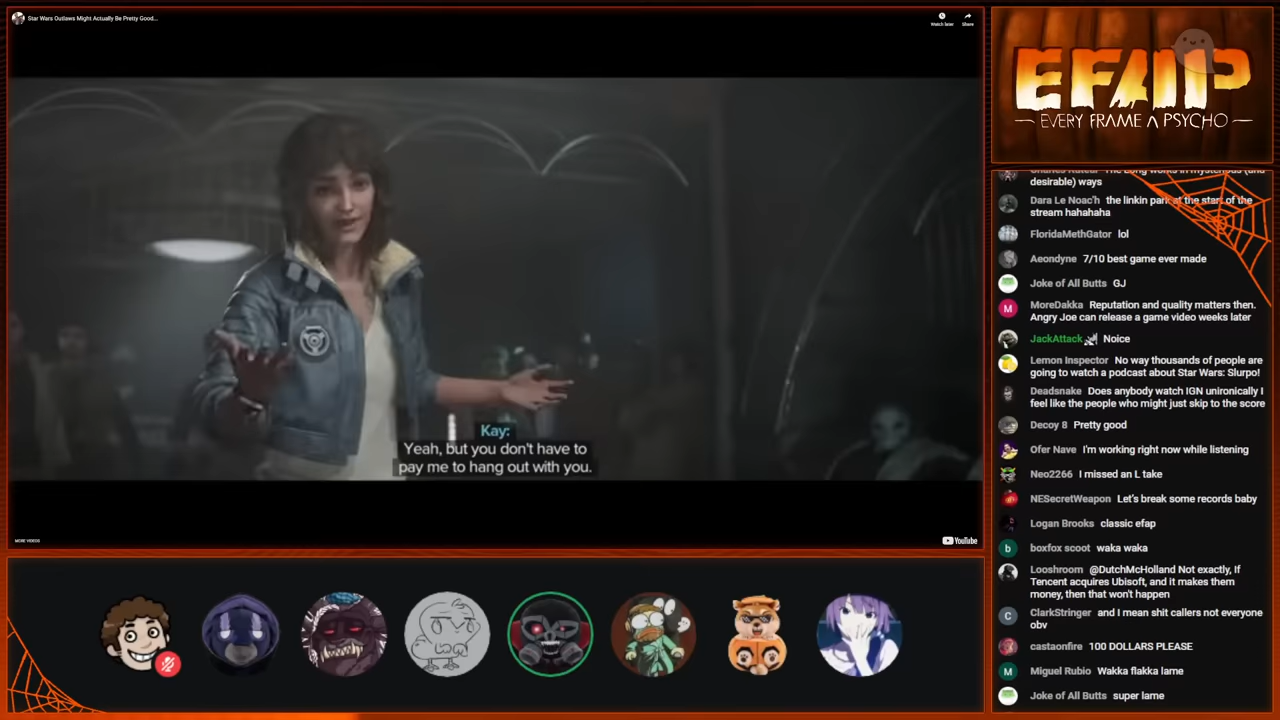 Star Wars Outlaws Might Actually Be Pretty Good...
Watch later
Share
Kay:
Yeah, but you don't have to
pay me to hang out with you.
MORE VIDEOS
YouTube
EFAP
EVERY FRAME A PSYCHO
desirable) ways
Dara Le Noac'h the linkin park at the start of the
stream hahahaha
FloridaMethGator lol
Aeondyne 7/10 best game ever made
Joke of All Butts GJ
M
MoreDakka Reputation and quality matters then.
Angry Joe can release a game video weeks later
JackAttack Noice
Lemon Inspector No way thousands of people are
going to watch a podcast about Star Wars: Slurpo!
Deadsnake Does anybody watch IGN unironically I
feel like the people who might just skip to the score
Decoy 8 Pretty good
Ofer Nave I'm working right now while listening
Neo2266 I missed an L take
NESecretWeapon Let's break some records baby
Logan Brooks classic efap
b
boxfox scoot waka waka
Looshroom @DutchMcHolland Not exactly, If
Tencent acquires Ubisoft, and it makes them
money, then that won't happen
C
ClarkStringer and I mean shit callers not everyone
obv
castaonfire 100 DOLLARS PLEASE
M
Miguel Rubio Wakka flakka lame
Joke of All Butts super lame